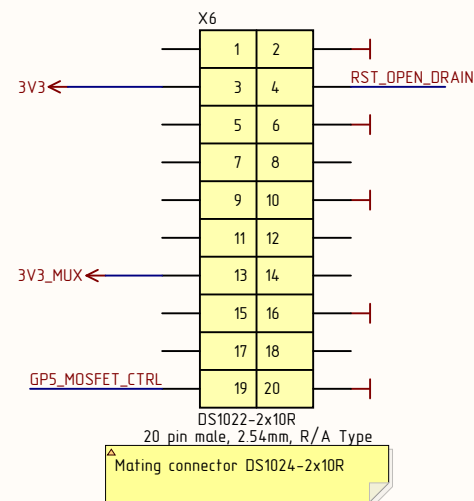 X6
1 2
3V3 3 4 RST_OPEN_DRAIN
5 6
7 8
9 10
11 12
3V3_MUX 13 14
15 16
17 18
GP5_MOSFET_CTRL 19 20
DS1022-2x10R
20 pin male, 2.54mm, R/A Type
Mating connector DS1024-2x10R